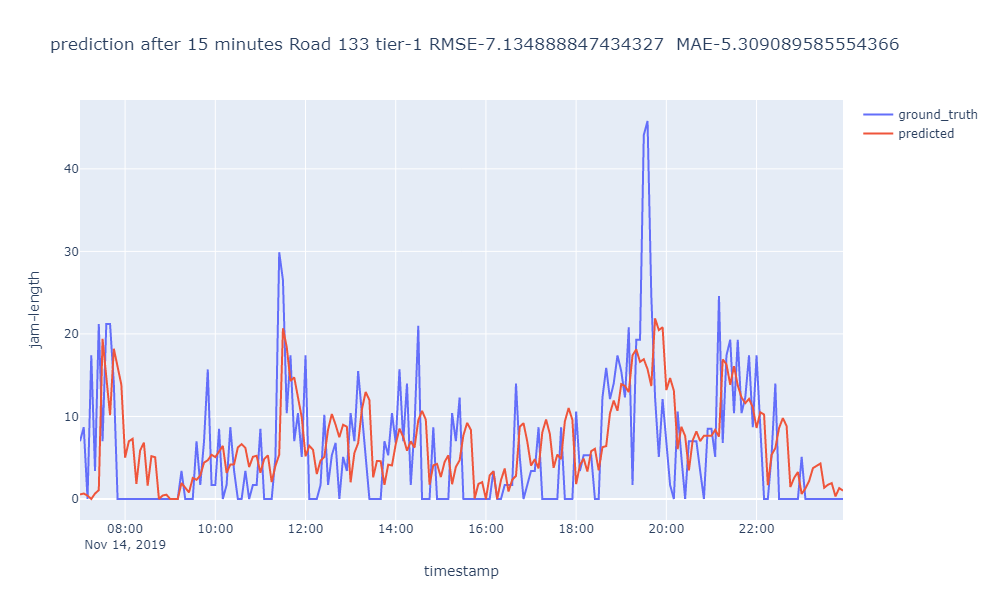 prediction after 15 minutes Road 133 tier-1 RMSE-7.134888847434327  MAE-5.309089585554366
ground_truth
predicted
jam-length
40
30
20
10
0
08:00 10:00 12:00 14:00 16:00 18:00 20:00 22:00
Nov 14, 2019
timestamp